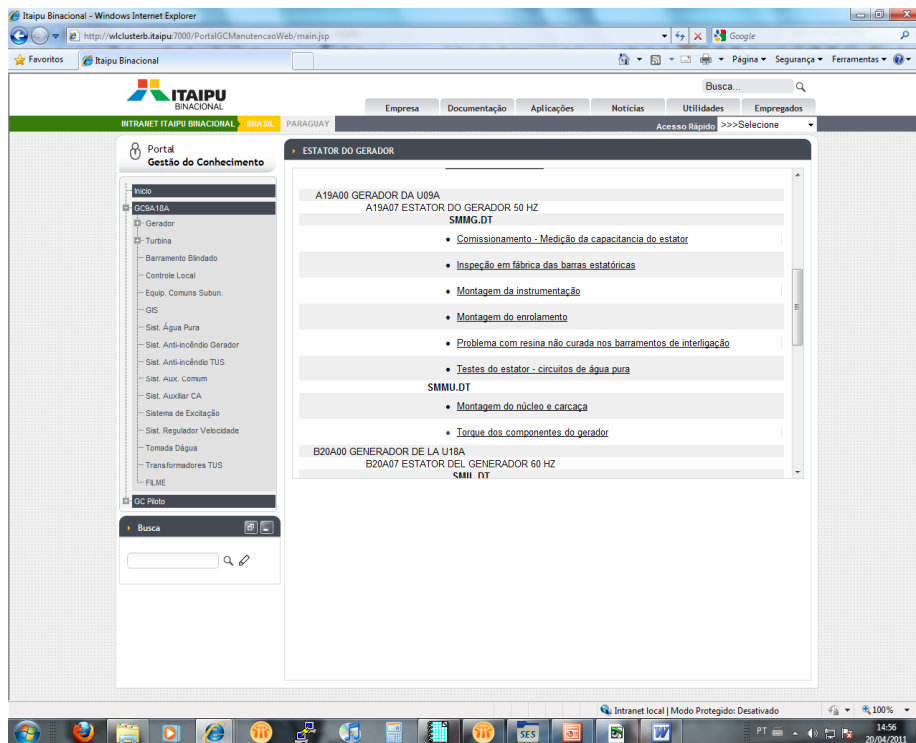 Itaipu Binacional - Windows Internet Explorer
http://wlclusterb.itaipu:7000/PortalGCManutencaoWeb/main.jsp
Google
Favoritos
Itaipu Binacional
Página
Segurança
Ferramentas
ITAIPU
BINACIONAL
Busca...
Empresa
Documentação
Aplicações
Notícias
Utilidades
Empregados
INTRANET ITAIPU BINACIONAL
BRASIL
PARAGUAY
Acesso Rápido
>>>Selecione
Portal
Gestão do Conhecimento
Inicio
GC9A18A
Gerador
Turbina
Barramento Blindado
Controle Local
Equip. Comuns Subun.
GIS
Sist. Água Pura
Sist. Anti-incêndio Gerador
Sist. Anti-incêndio TUS
Sist. Aux. Comum
Sist. Auxiliar CA
Sistema de Excitação
Sist. Regulador Velocidade
Tomada Dágua
Transformadores TUS
FILME
GC Piloto
Busca
ESTATOR DO GERADOR
A19A00 GERADOR DA U09A
A19A07 ESTATOR DO GERADOR 50 HZ
SMMG.DT
• Comissionamento - Medição da capacitancia do estator
• Inspeção em fábrica das barras estatóricas
• Montagem da instrumentação
• Montagem do enrolamento
• Problema com resina não curada nos barramentos de interligação
• Testes do estator - circuitos de água pura
SMMU.DT
• Montagem do núcleo e carcaça
• Torque dos componentes do gerador
B20A00 GENERADOR DE LA U18A
B20A07 ESTATOR DEL GENERADOR 60 HZ
SMIL.DT
Intranet local | Modo Protegido: Desativado
100%
SES
PT
14:56
20/04/2011